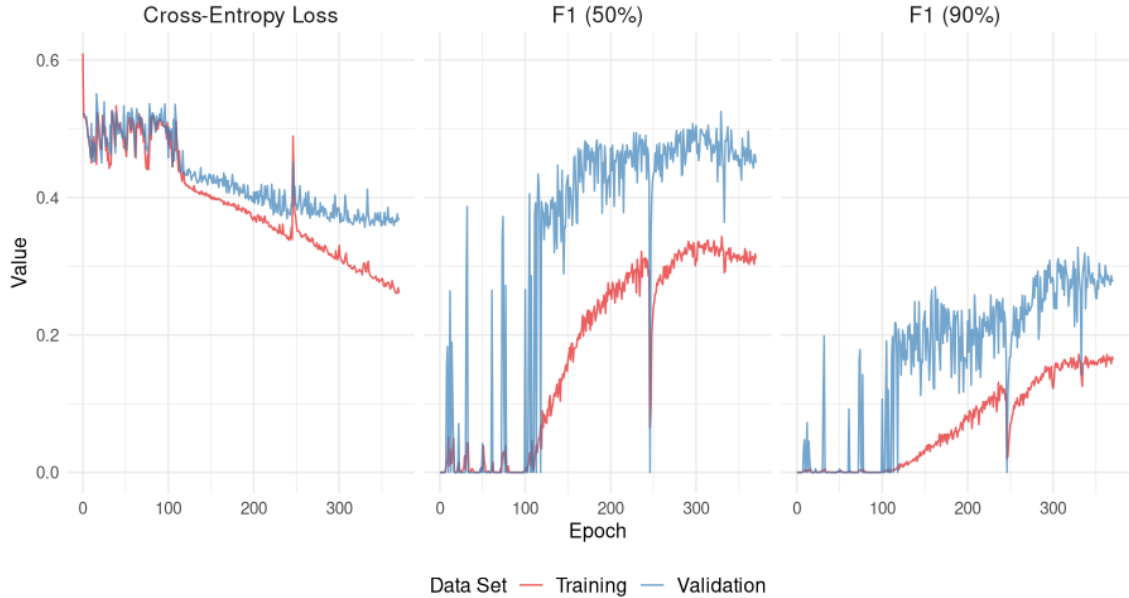 Cross-Entropy Loss F1 (50%) F1 (90%)
0.6
0.4
0.2
0.0
Value
0 100 200 300 0 100 200 300 0 100 200 300
Epoch
Data Set Training Validation